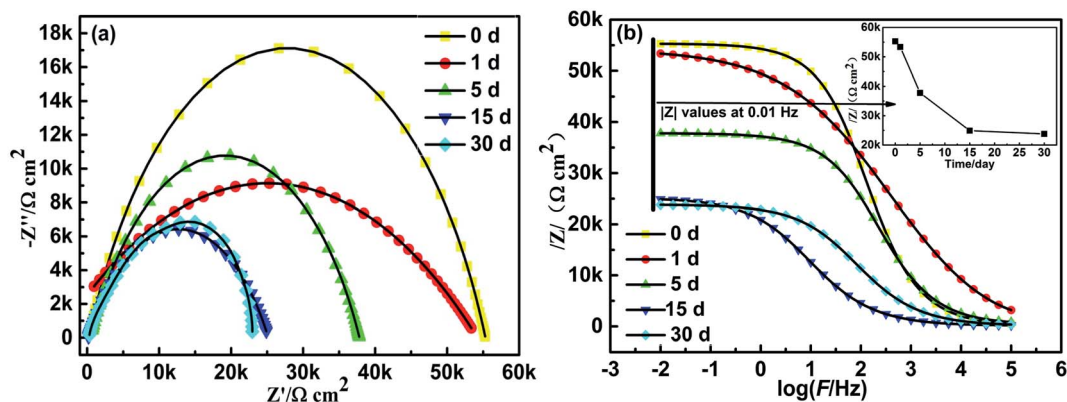 (a)
0 d
1 d
5 d
15 d
30 d
-Z''/Ω cm²
18k
16k
14k
12k
10k
8k
6k
4k
2k
0
0 10k 20k 30k 40k 50k 60k
Z'/Ω cm²
(b)
|Z| values at 0.01 Hz
0 d
1 d
5 d
15 d
30 d
/Z/（Ω cm²)
60k
50k
40k
30k
20k
10k
0
-3 -2 -1 0 1 2 3 4 5 6
log(F/Hz)
/Z/（Ω cm²)
60k
50k
40k
30k
20k
0 5 10 15 20 25 30
Time/day